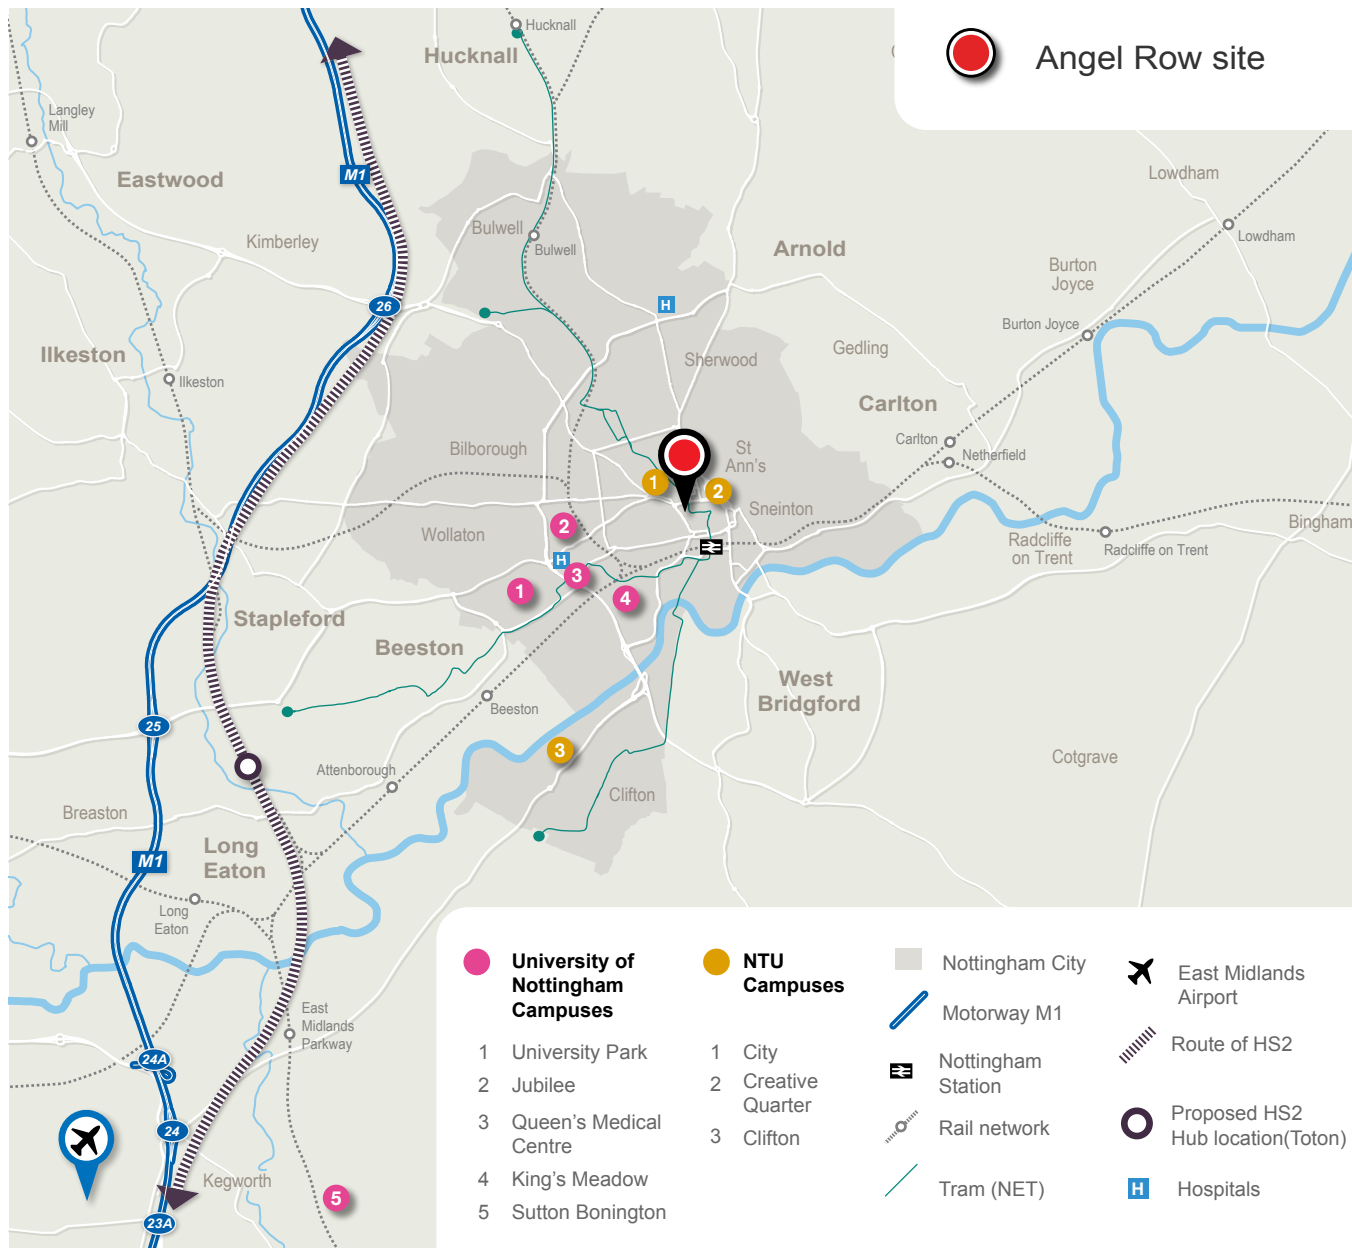 Angel Row site
Hucknall
Hucknall
Langley
Mill
Eastwood
M1
Lowdham
Lowdham
Kimberley
Bulwell
Bulwell
Arnold
Burton
Joyce
26
H
Burton Joyce
Ilkeston
Ilkeston
Sherwood
Gedling
Carlton
Carlton
Netherfield
Bilborough
St
Ann's
1
2
Sneinton
Wollaton
2
H
3
1
4
Radcliffe
on Trent
Radcliffe on Trent
Bingham
Stapleford
Beeston
West
Bridgford
Beeston
25
3
Attenborough
Cotgrave
Clifton
Breaston
Long
Eaton
M1
Long
Eaton
East
Midlands
Parkway
24A
24
Kegworth
5
23A
University of
Nottingham
Campuses
1 University Park
2 Jubilee
3 Queen's Medical
Centre
4 King's Meadow
5 Sutton Bonington
NTU
Campuses
1 City
2 Creative
Quarter
3 Clifton
Nottingham City
Motorway M1
Nottingham
Station
Rail network
Tram (NET)
East Midlands
Airport
Route of HS2
Proposed HS2
Hub location(Toton)
H Hospitals